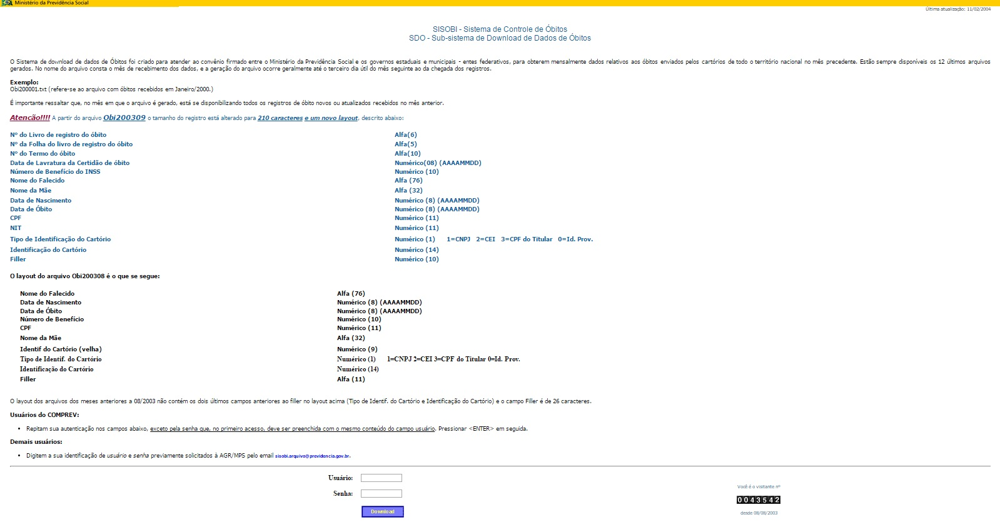 Ministério da Previdência Social
Última atualização: 11/02/2004
SISOBI - Sistema de Controle de Óbitos
SDO - Sub-sistema de Download de Dados de Óbitos
O Sistema de download de dados de Óbitos foi criado para atender ao convênio firmado entre o Ministério da Previdência Social e os governos estaduais e municipais - entes federativos, para obterem mensalmente dados relativos aos óbitos enviados pelos cartórios de todo o território nacional no mês precedente. Estão sempre disponíveis os 12 últimos arquivos
gerados. No nome do arquivo consta o mês de recebimento dos dados, e a geração do arquivo ocorre geralmente até o terceiro dia útil do mês seguinte ao da chegada dos registros.
Exemplo:
Obi200001.txt (refere-se ao arquivo com óbitos recebidos em Janeiro/2000.)
É importante ressaltar que, no mês em que o arquivo é gerado, está se disponibilizando todos os registros de óbito novos ou atualizados recebidos no mês anterior.
Atencão!!!! A partir do arquivo Obi200309 o tamanho do registro está alterado para 210 caracteres e um novo layout, descrito abaixo:
Nº do Livro de registro do óbito Alfa(6)
Nº da Folha do livro de registro do óbito Alfa(5)
Nº do Termo do óbito Alfa(10)
Data de Lavratura da Certidão de óbito Numérico(08) (AAAAMMDD)
Número de Benefício do INSS Numérico (10)
Nome do Falecido Alfa (76)
Nome da Mãe Alfa (32)
Data de Nascimento Numérico (8) (AAAAMMDD)
Data de Óbito Numérico (8) (AAAAMMDD)
CPF Numérico (11)
NIT Numérico (11)
Tipo de Identificação do Cartório Numérico (1) 1=CNPJ 2=CEI 3=CPF do Titular 0=Id. Prov.
Identificação do Cartório Numérico (14)
Filler Numérico (10)
O layout do arquivo Obi200308 é o que se segue:
Nome do Falecido Alfa (76)
Data de Nascimento Numérico (8) (AAAAMMDD)
Data de Óbito Numérico (8) (AAAAMMDD)
Número de Benefício Numérico (10)
CPF Numérico (11)
Nome da Mãe Alfa (32)
Identif do Cartório (velha) Numérico (9)
Tipo de Identif. do Cartório Numérico (1) 1=CNPJ 2=CEI 3=CPF do Titular 0=Id. Prov.
Identificação do Cartório Numérico (14)
Filler Alfa (11)
O layout dos arquivos dos meses anteriores a 08/2003 não contém os dois últimos campos anteriores ao filler no layout acima (Tipo de Identif. do Cartório e Identificação do Cartório) e o campo Filler é de 26 caracteres.
Usuários do COMPREV:
• Repitam sua autenticação nos campos abaixo, exceto pela senha que, no primeiro acesso, deve ser preenchida com o mesmo conteúdo do campo usuário. Pressionar <ENTER> em seguida.
Demais usuários:
• Digitem a sua identificação de usuário e senha previamente solicitados à AGR/MPS pelo email sisobi.arquivo@previdencia.gov.br.
Usuário:
Senha:
Download
Você é o visitante nº
0043542
desde 08/08/2003